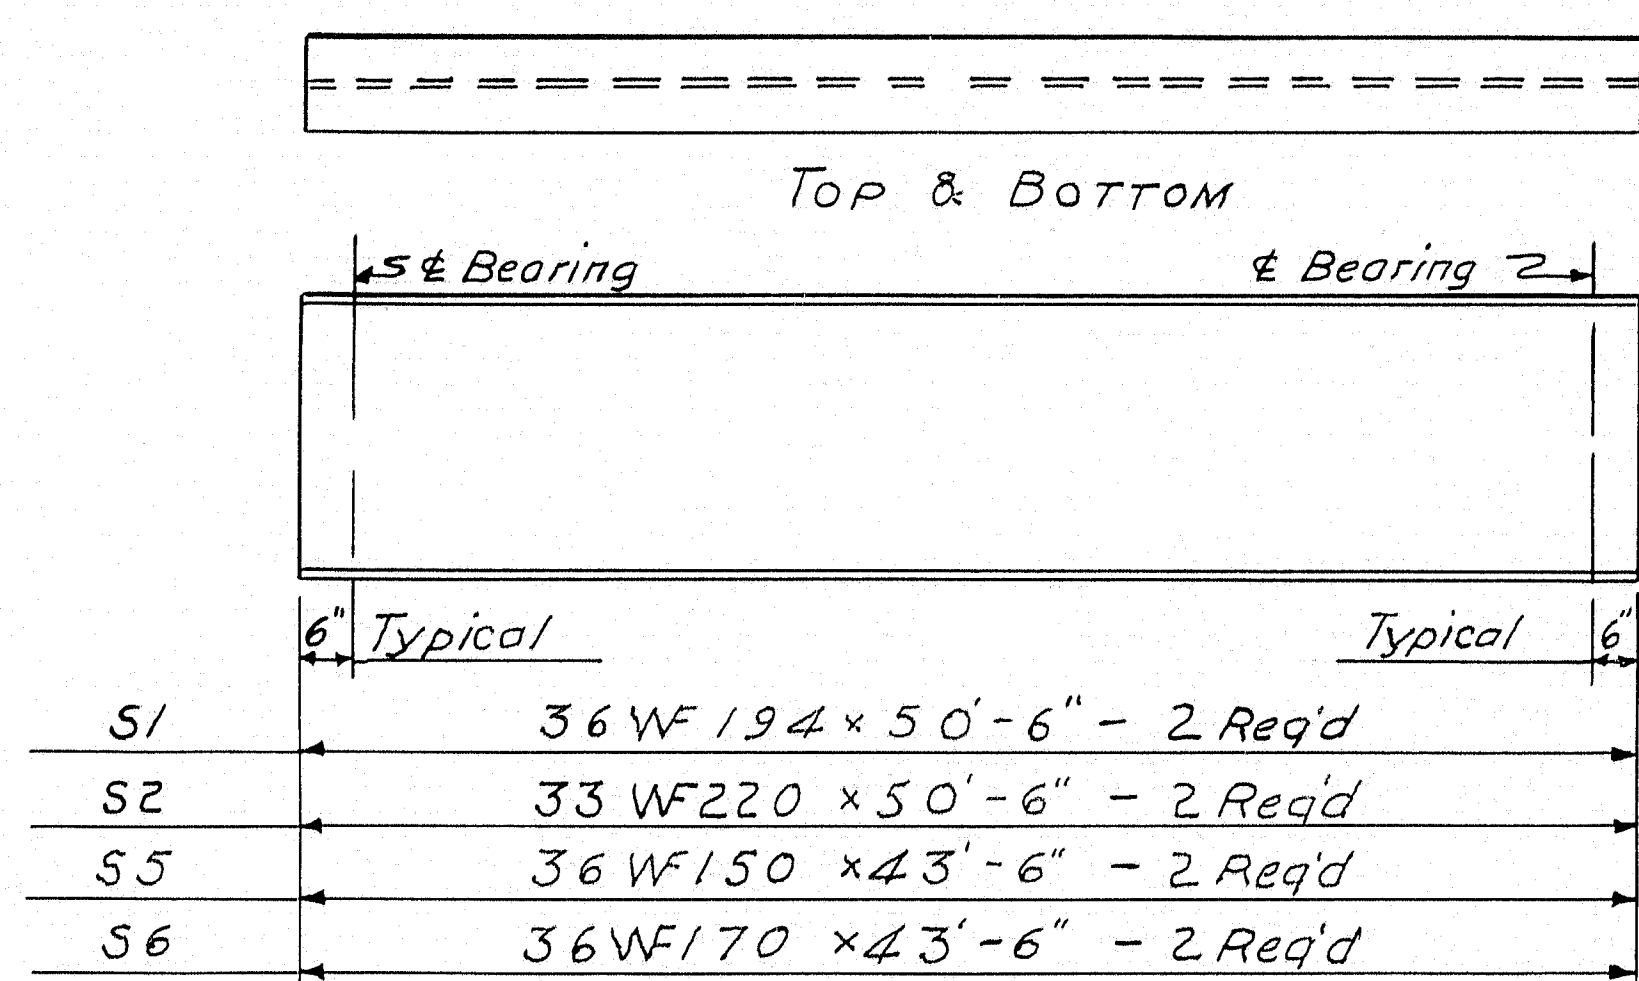 TOP & BOTTOM
℄ Bearing ℄ Bearing
6" Typical Typical 6"
S1 36 WF 194 x 50'-6" - 2 Req'd
S2 33 WF 220 x 50'-6" - 2 Req'd
S5 36 WF 150 x 43'-6" - 2 Req'd
S6 36 WF 170 x 43'-6" - 2 Req'd